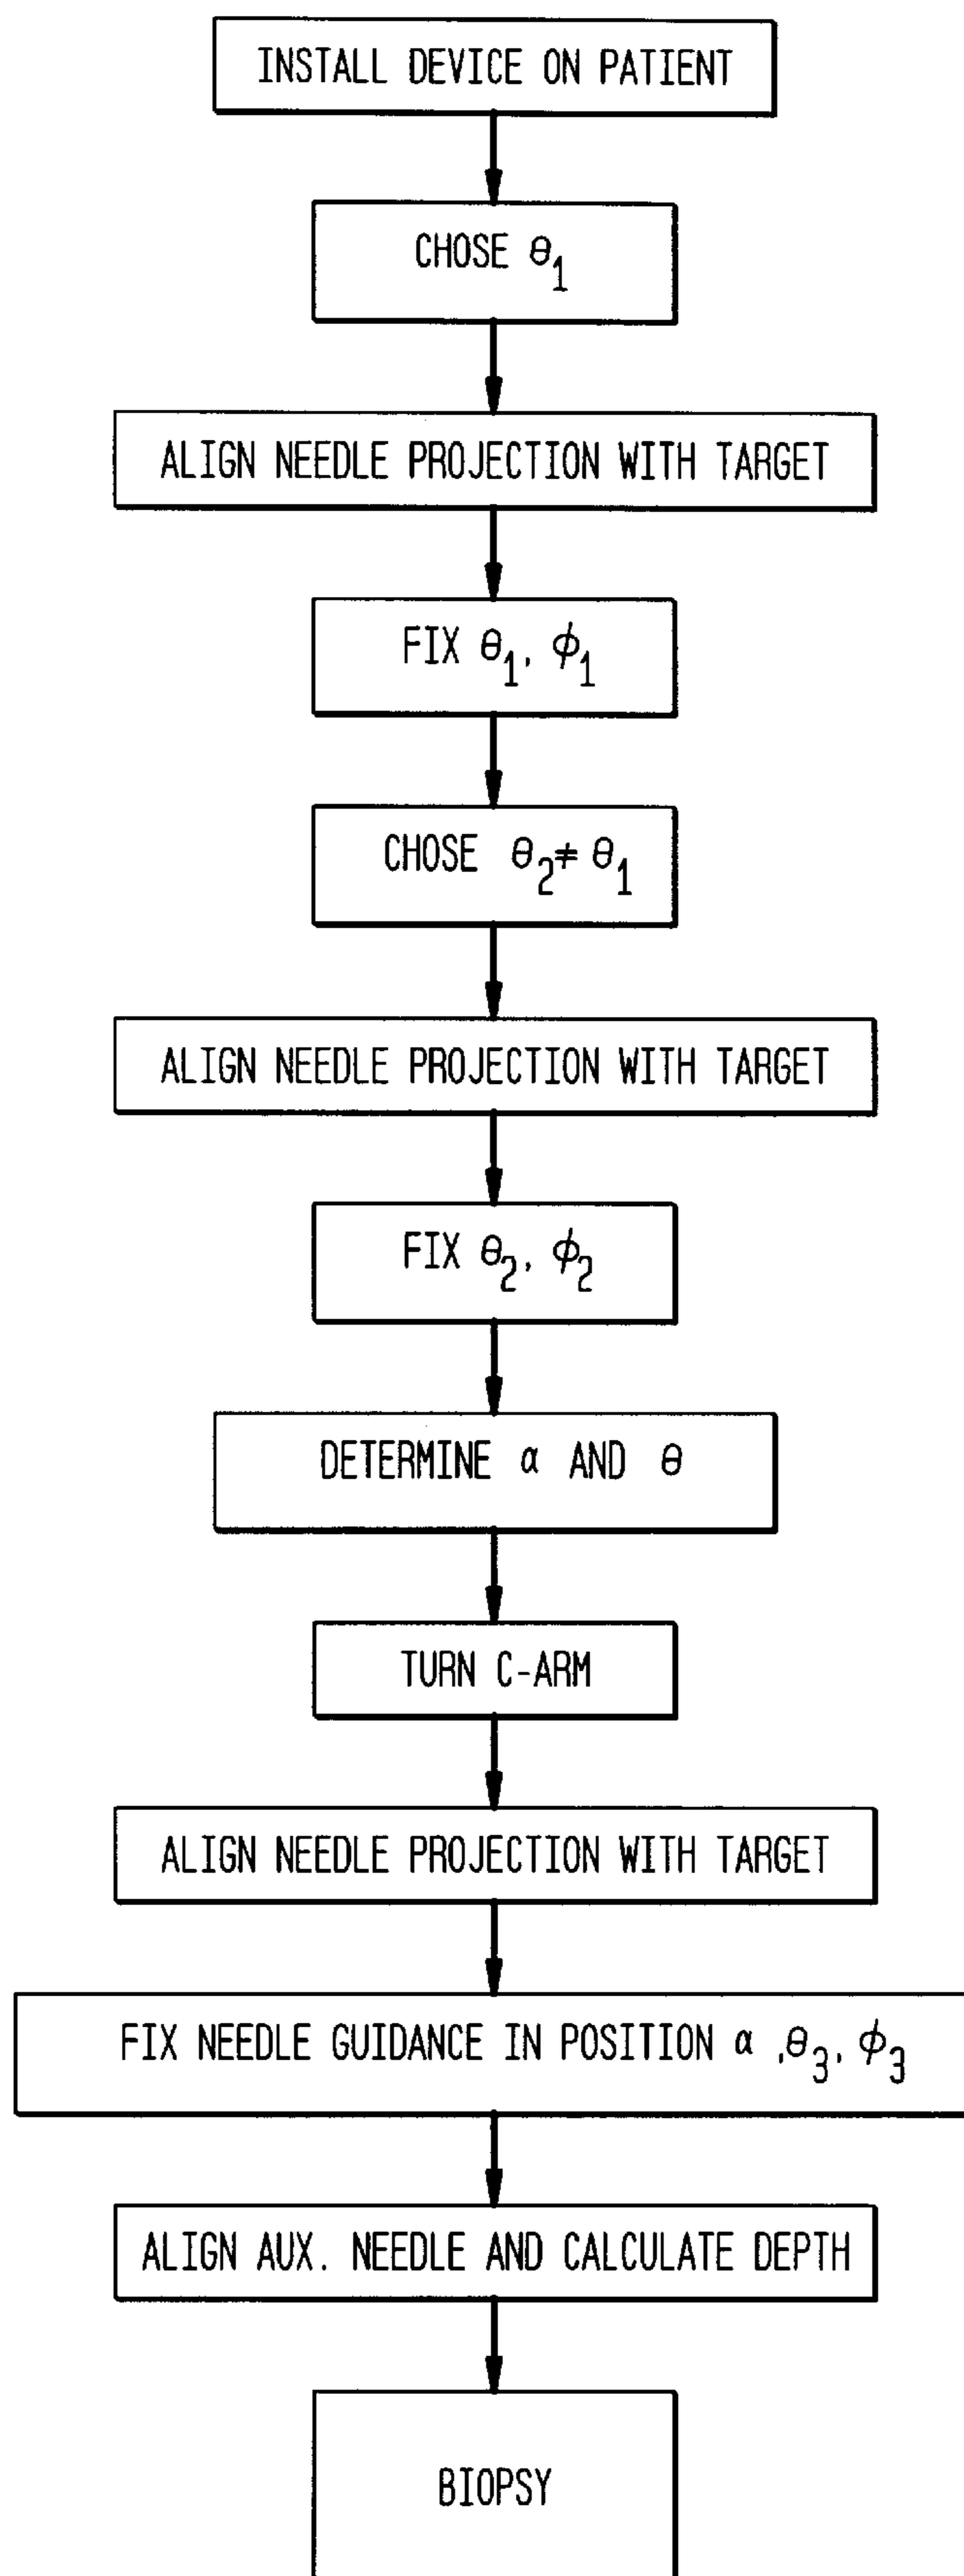 INSTALL DEVICE ON PATIENT
CHOSE θ₁
ALIGN NEEDLE PROJECTION WITH TARGET
FIX θ₁, ϕ₁
CHOSE θ₂≠ θ₁
ALIGN NEEDLE PROJECTION WITH TARGET
FIX θ₂, ϕ₂
DETERMINE α AND θ
TURN C-ARM
ALIGN NEEDLE PROJECTION WITH TARGET
FIX NEEDLE GUIDANCE IN POSITION α ,θ₃, ϕ₃
ALIGN AUX. NEEDLE AND CALCULATE DEPTH
BIOPSY